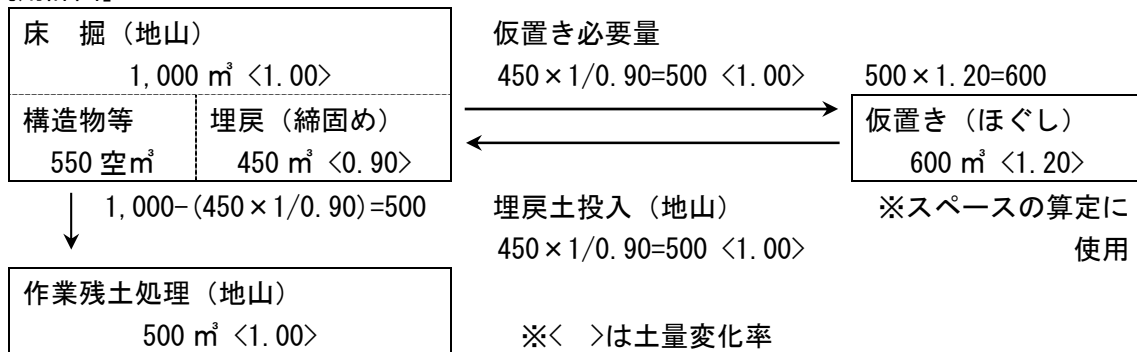 床　掘（地山）
1,000 ㎥ <1.00>
構造物等
550 空㎥
埋戻（締固め）
450 ㎥ <0.90>
仮置き必要量
450×1/0.90=500 <1.00>
500×1.20=600
仮置き（ほぐし）
600 ㎥ <1.20>
※スペースの算定に
使用
1,000-(450×1/0.90)=500
埋戻土投入（地山）
450×1/0.90=500 <1.00>
作業残土処理（地山）
500 ㎥ <1.00>
※<　>は土量変化率